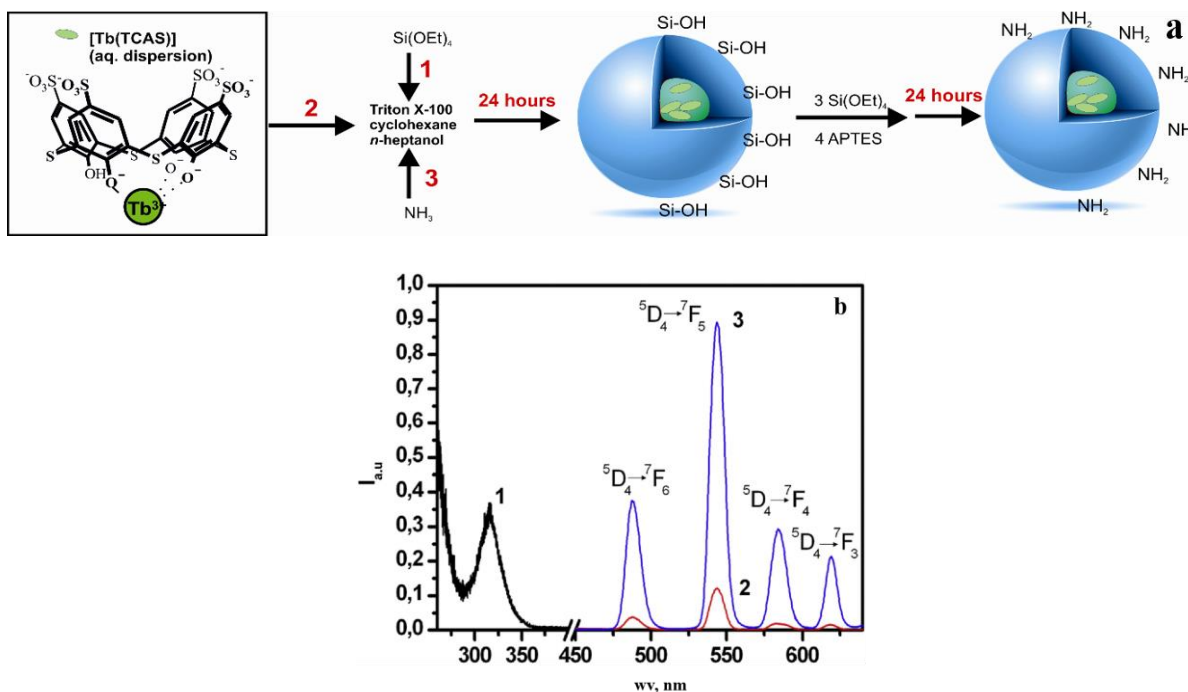 [Tb(TCAS)]
(aq. dispersion)
⁻O₃S
SO₃⁻
SO₃⁻
SO₃⁻
S
S
S
S
OH
O⁻
O⁻
O⁻
Tb³⁺
2
Si(OEt)₄
1
Triton X-100
cyclohexane
n-heptanol
3
NH₃
24 hours
Si-OH
Si-OH
Si-OH
Si-OH
Si-OH
Si-OH
Si-OH
3 Si(OEt)₄
4 APTES
24 hours
NH₂
NH₂
NH₂
NH₂
NH₂
NH₂
NH₂
a
b
1,0
0,9
0,8
0,7
0,6
0,5
0,4
0,3
0,2
0,1
0,0
I a.u
1
⁵D₄→⁷F₆
⁵D₄→⁷F₅
3
2
⁵D₄→⁷F₄
⁵D₄→⁷F₃
300
350
450
500
550
600
wv, nm